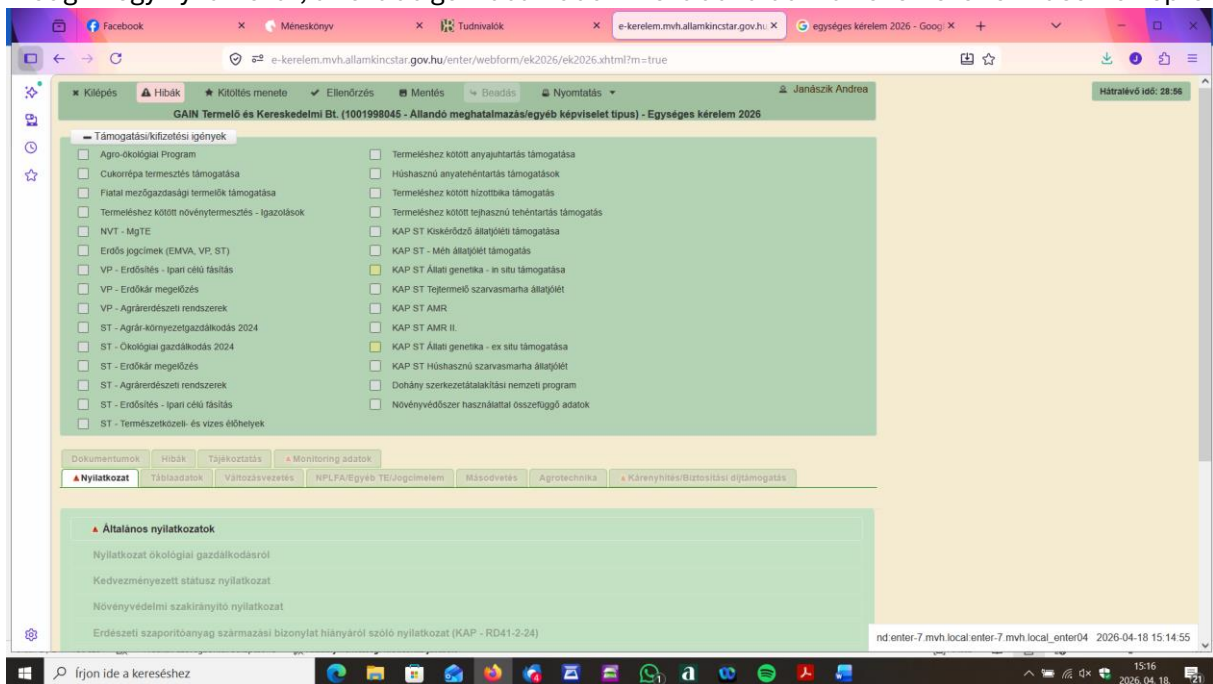 Facebook
Méneskönyv
Tudnivalók
e-kerelem.mvh.allamkincstar.gov.hu
egységes kérelem 2026 - Goog
e-kerelem.mvh.allamkincstar.gov.hu/enter/webform/ek2026/ek2026.xhtml?m=true
Kilépés Hibák Kitöltés menete Ellenőrzés Mentés Beadás Nyomtatás Janászik Andrea Hátralévő idő: 28:56
GAIN Termelő és Kereskedelmi Bt. (1001998045 - Állandó meghatalmazás/egyéb képviselet típus) - Egységes kérelem 2026
Támogatási/kifizetési igények
Agro-ökológiai Program
Cukorrépa termesztés támogatása
Fiatal mezőgazdasági termelők támogatása
Termeléshez kötött növénytermesztés - Igazolások
NVT - MgTE
Erdős jogcímek (EMVA, VP, ST)
VP - Erdősítés - Ipari célú fásítás
VP - Erdőkár megelőzés
VP - Agrárerdészeti rendszerek
ST - Agrár-környezetgazdálkodás 2024
ST - Ökológiai gazdálkodás 2024
ST - Erdőkár megelőzés
ST - Agrárerdészeti rendszerek
ST - Erdősítés - Ipari célú fásítás
ST - Természetközeli- és vizes élőhelyek
Termeléshez kötött anyajuhtartás támogatása
Húshasznú anyatehéntartás támogatások
Termeléshez kötött hízottbika támogatás
Termeléshez kötött tejhasznú tehéntartás támogatás
KAP ST Kiskérődző állatjóléti támogatása
KAP ST - Méh állatjólét támogatás
KAP ST Állati genetika - in situ támogatása
KAP ST Tejtermelő szarvasmarha állatjólét
KAP ST AMR
KAP ST AMR II.
KAP ST Állati genetika - ex situ támogatása
KAP ST Húshasznú szarvasmarha állatjólét
Dohány szerkezetátalakítási nemzeti program
Növényvédőszer használattal összefüggő adatok
Dokumentumok Hibák Tájékoztatás Monitoring adatok
Nyilatkozat Táblaadatok Változásvezetés NPLFA/Egyéb TE/Jogcímelem Másodvetés Agrotechnika Kárenyhítés/Biztosítási díjtámogatás
Általános nyilatkozatok
Nyilatkozat ökológiai gazdálkodásról
Kedvezményezett státusz nyilatkozat
Növényvédelmi szakirányító nyilatkozat
Erdészeti szaporítóanyag származási bizonylat hiányáról szóló nyilatkozat (KAP - RD41-2-24)
nd:enter-7.mvh.local:enter-7.mvh.local_enter04 2026-04-18 15:14:55
Írjon ide a kereséshez
15:16
2026. 04. 18.
21